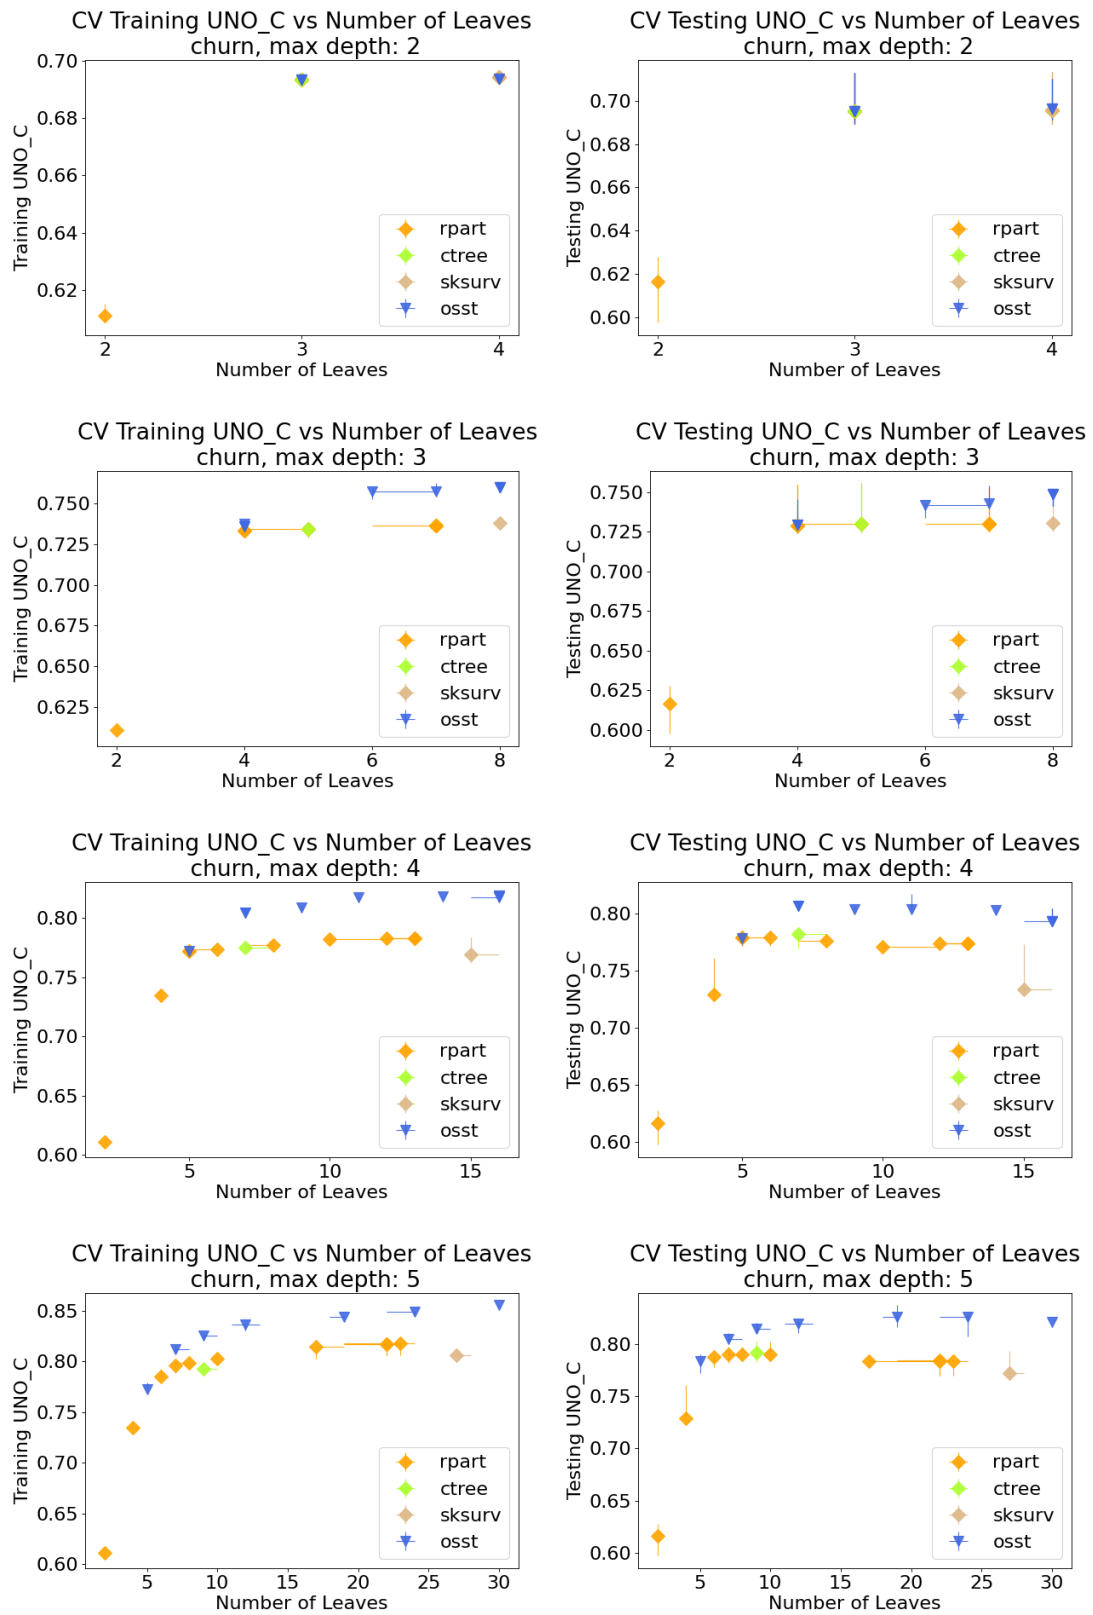 CV Training UNO_C vs Number of Leaves
churn, max depth: 2
Training UNO_C
0.70
0.68
0.66
0.64
0.62
rpart
ctree
sksurv
osst
2 3 4
Number of Leaves
CV Testing UNO_C vs Number of Leaves
churn, max depth: 2
Testing UNO_C
0.70
0.68
0.66
0.64
0.62
0.60
rpart
ctree
sksurv
osst
2 3 4
Number of Leaves
CV Training UNO_C vs Number of Leaves
churn, max depth: 3
Training UNO_C
0.750
0.725
0.700
0.675
0.650
0.625
rpart
ctree
sksurv
osst
2 4 6 8
Number of Leaves
CV Testing UNO_C vs Number of Leaves
churn, max depth: 3
Testing UNO_C
0.750
0.725
0.700
0.675
0.650
0.625
0.600
rpart
ctree
sksurv
osst
2 4 6 8
Number of Leaves
CV Training UNO_C vs Number of Leaves
churn, max depth: 4
Training UNO_C
0.80
0.75
0.70
0.65
0.60
rpart
ctree
sksurv
osst
5 10 15
Number of Leaves
CV Testing UNO_C vs Number of Leaves
churn, max depth: 4
Testing UNO_C
0.80
0.75
0.70
0.65
0.60
rpart
ctree
sksurv
osst
5 10 15
Number of Leaves
CV Training UNO_C vs Number of Leaves
churn, max depth: 5
Training UNO_C
0.85
0.80
0.75
0.70
0.65
0.60
rpart
ctree
sksurv
osst
5 10 15 20 25 30
Number of Leaves
CV Testing UNO_C vs Number of Leaves
churn, max depth: 5
Testing UNO_C
0.80
0.75
0.70
0.65
0.60
rpart
ctree
sksurv
osst
5 10 15 20 25 30
Number of Leaves